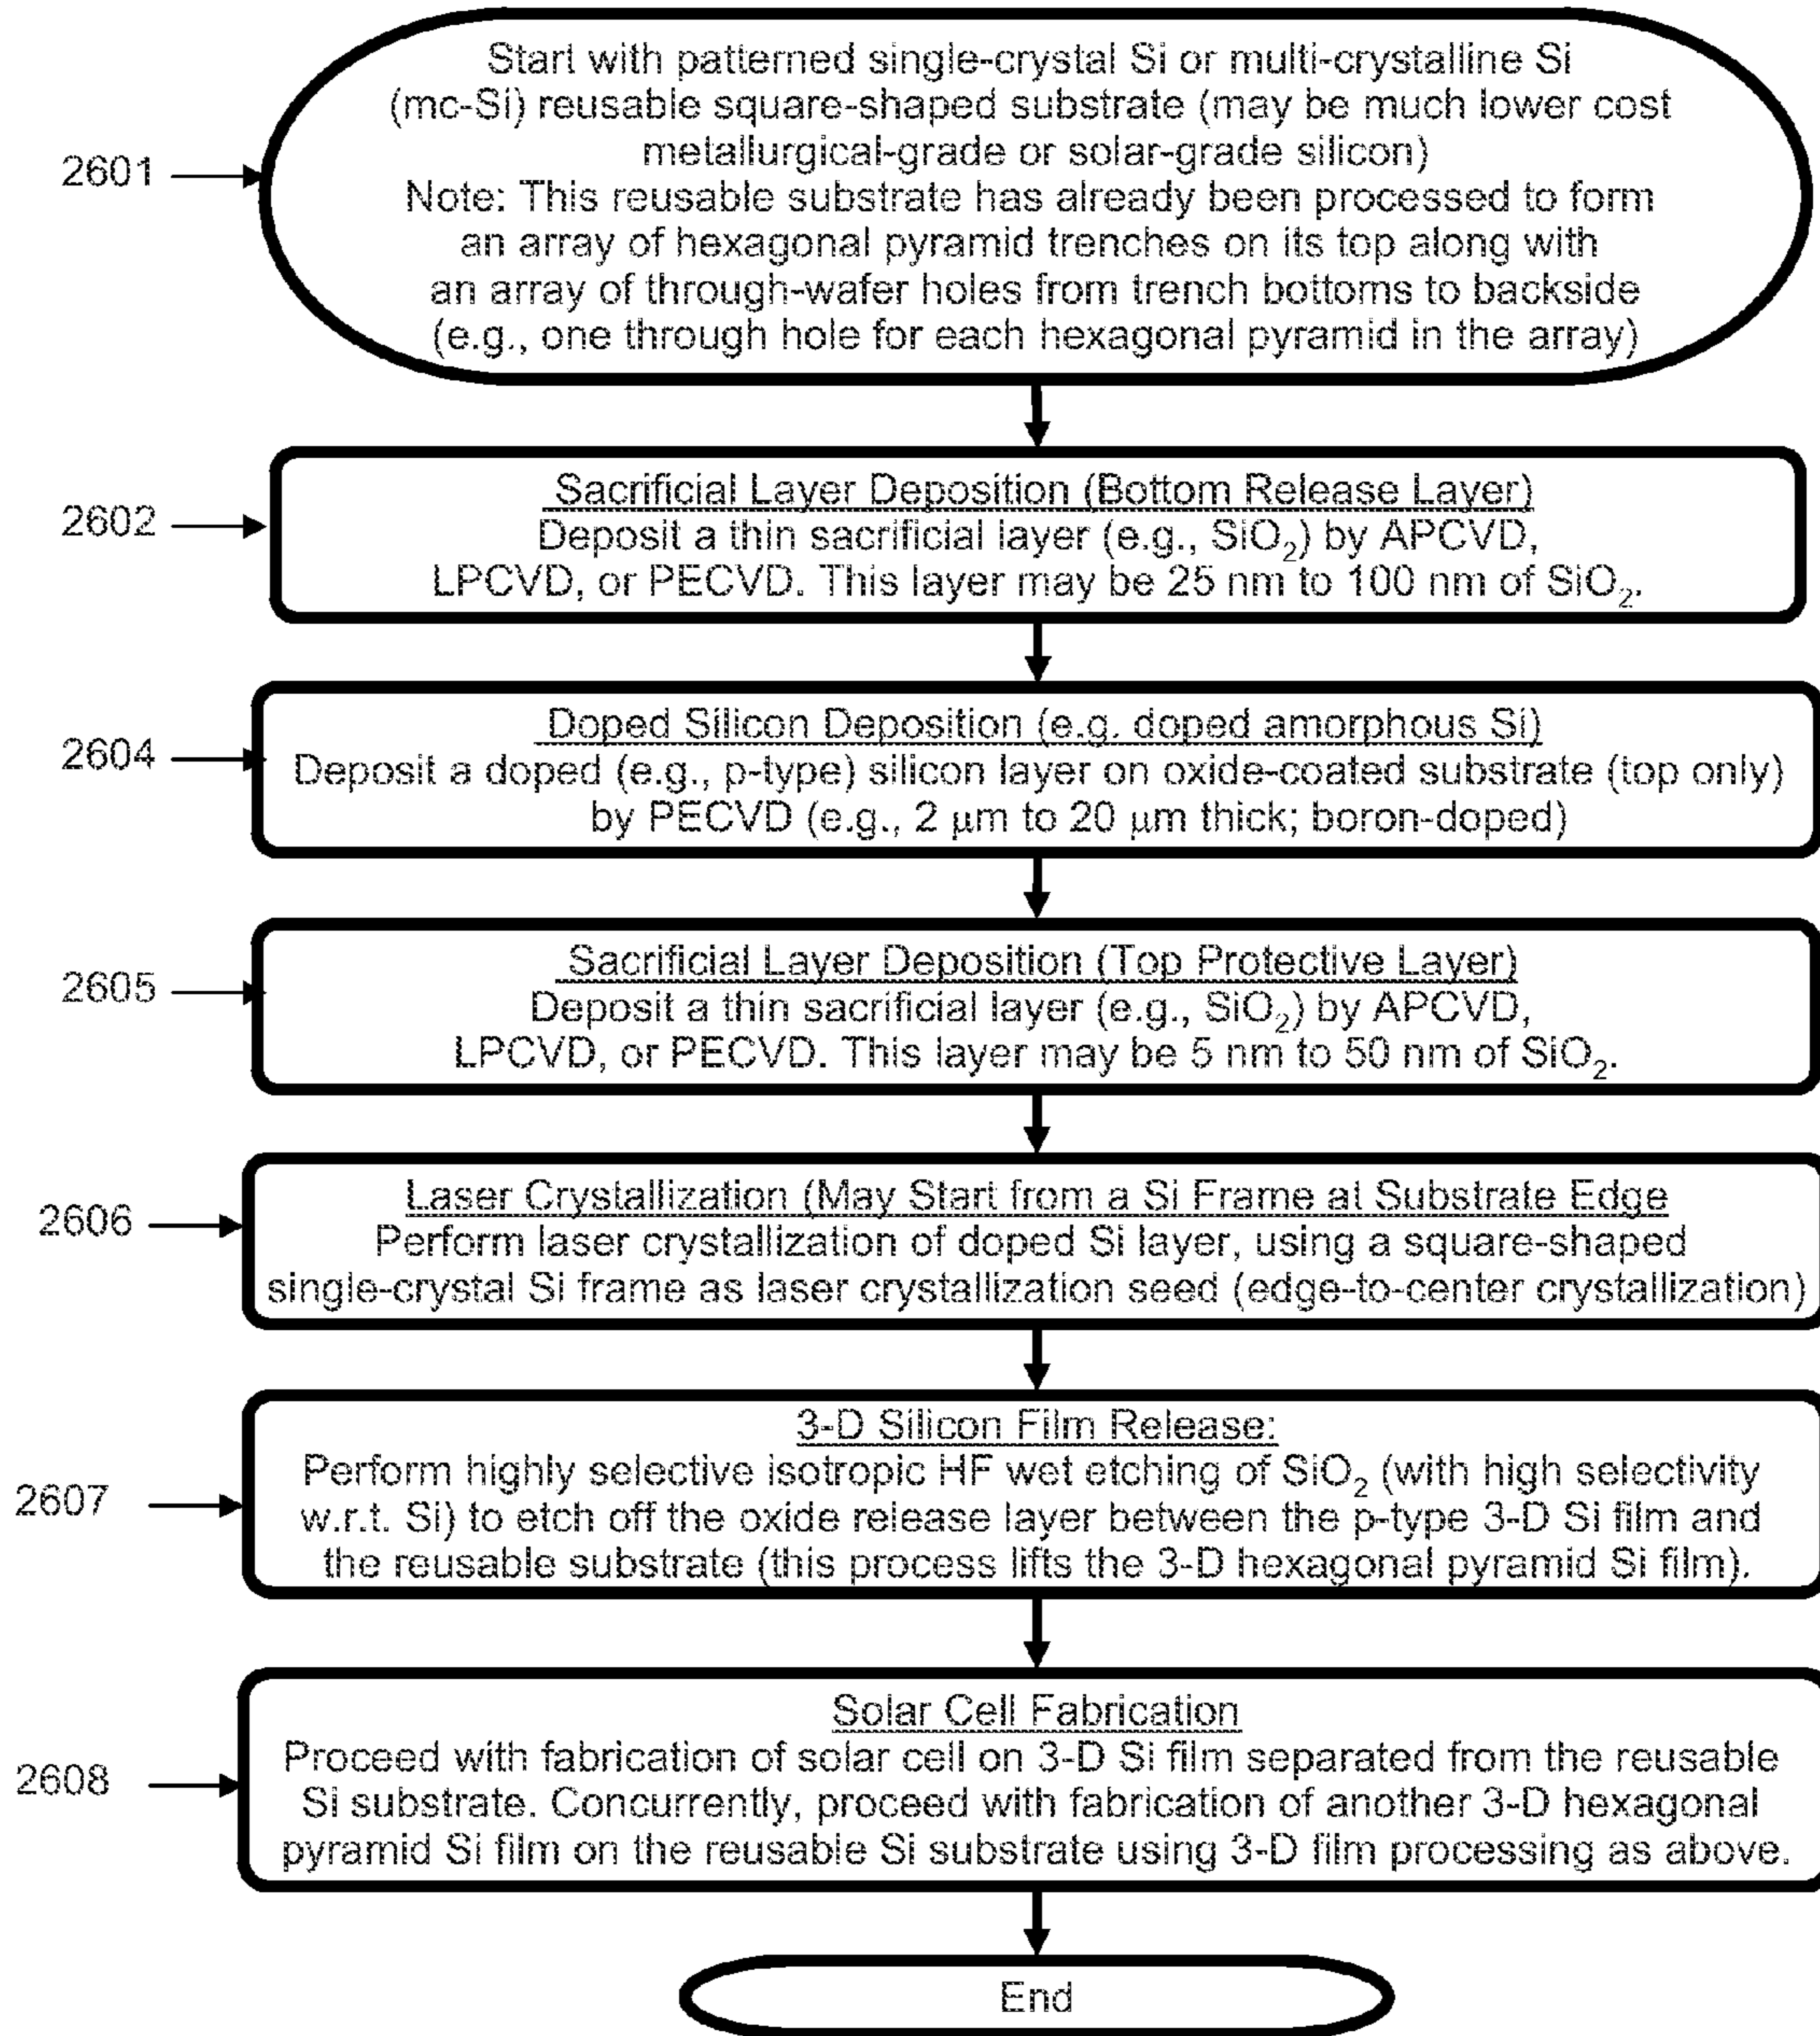 Start with patterned single-crystal Si or multi-crystalline Si
(mc-Si) reusable square-shaped substrate (may be much lower cost
metallurgical-grade or solar-grade silicon)
2601
Note: This reusable substrate has already been processed to form
an array of hexagonal pyramid trenches on its top along with
an array of through-wafer holes from trench bottoms to backside
(e.g., one through hole for each hexagonal pyramid in the array)
2602
Sacrificial Layer Deposition (Bottom Release Layer)
Deposit a thin sacrificial layer (e.g., SiO₂) by APCVD,
LPCVD, or PECVD. This layer may be 25 nm to 100 nm of SiO₂.
2604
Doped Silicon Deposition (e.g. doped amorphous Si)
Deposit a doped (e.g., p-type) silicon layer on oxide-coated substrate (top only)
by PECVD (e.g., 2 μm to 20 μm thick; boron-doped)
2605
Sacrificial Layer Deposition (Top Protective Layer)
Deposit a thin sacrificial layer (e.g., SiO₂) by APCVD,
LPCVD, or PECVD. This layer may be 5 nm to 50 nm of SiO₂.
2606
Laser Crystallization (May Start from a Si Frame at Substrate Edge
Perform laser crystallization of doped Si layer, using a square-shaped
single-crystal Si frame as laser crystallization seed (edge-to-center crystallization)
2607
3-D Silicon Film Release:
Perform highly selective isotropic HF wet etching of SiO₂ (with high selectivity
w.r.t. Si) to etch off the oxide release layer between the p-type 3-D Si film and
the reusable substrate (this process lifts the 3-D hexagonal pyramid Si film).
2608
Solar Cell Fabrication
Proceed with fabrication of solar cell on 3-D Si film separated from the reusable
Si substrate. Concurrently, proceed with fabrication of another 3-D hexagonal
pyramid Si film on the reusable Si substrate using 3-D film processing as above.
End